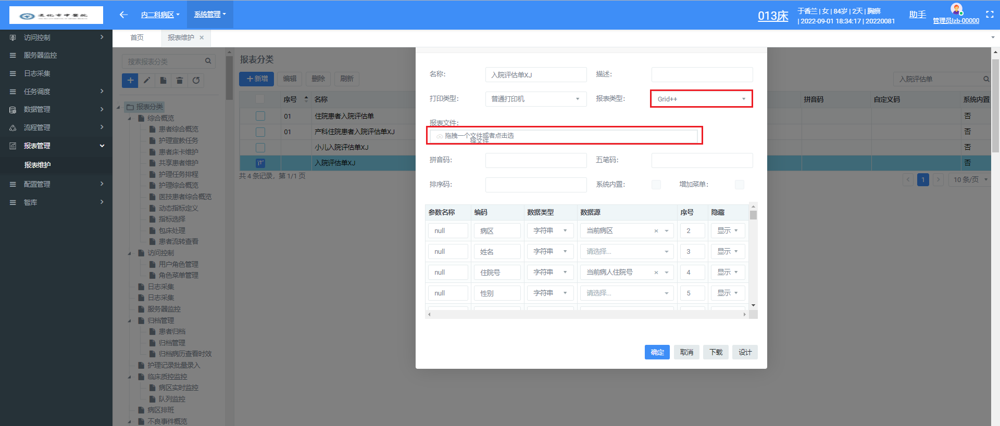 通化市中医院
内二科病区
系统管理
013床
于香兰 | 女 | 84岁 | 2天 | 胸痹
| 2022-09-01 18:34:17 | 20220081
助手
管理员lzb-00000
访问控制
服务器监控
日志采集
任务调度
数据管理
流程管理
报表管理
报表维护
配置管理
智库
首页
报表维护 ×
搜索报表分类
报表分类
综合概览
患者综合概览
护理宣教任务
患者床卡维护
共享患者维护
护理任务排程
护理综合概览
医技患者综合概览
动态指标定义
指标选择
包床处理
患者流转查看
访问控制
用户角色管理
角色菜单管理
日志采集
日志采集
服务器监控
归档管理
患者归档
归档管理
归档病历查看时效
护理记录批量录入
临床质控监控
病区实时监控
队列监控
病区排班
不良事件概览
报表分类
+新增 编辑 删除 刷新
入院评估单
序号 名称 拼音码 自定义码 系统内置
01 住院患者入院评估单 否
01 产科住院患者入院评估单XJ 否
小儿入院评估单XJ 否
入院评估单XJ 否
共 4 条记录，第 1/1 页
1
10 条/页
名称: 入院评估单XJ 描述:
打印类型: 普通打印机 报表类型: Grid++
报表文件:
拖拽一个文件或者点击选
择文件
拼音码: 五笔码:
排序码: 系统内置: 增加菜单:
参数名称 编码 数据类型 数据源 序号 隐藏
null 病区 字符串 当前病区 × 2 显示
null 姓名 字符串 请选择... 3 显示
null 住院号 字符串 当前病人住院号 × 4 显示
null 性别 字符串 请选择... 5 显示
确定 取消 下载 设计